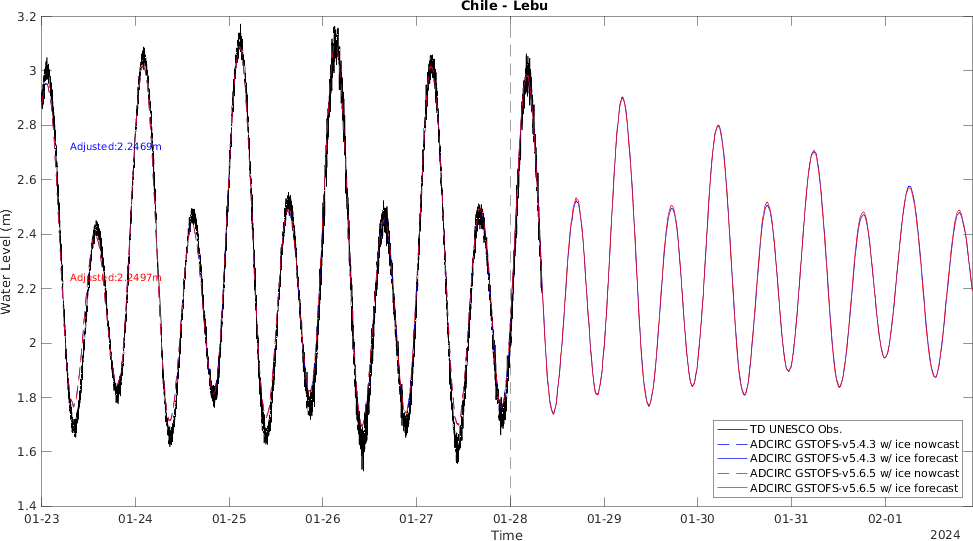 Chile - Lebu
Water Level (m)
3.2
3
2.8
2.6
2.4
2.2
2
1.8
1.6
1.4
Adjusted:2.2469m
Adjusted:2.2497m
TD UNESCO Obs.
ADCIRC GSTOFS-v5.4.3 w/ ice nowcast
ADCIRC GSTOFS-v5.4.3 w/ ice forecast
ADCIRC GSTOFS-v5.6.5 w/ ice nowcast
ADCIRC GSTOFS-v5.6.5 w/ ice forecast
01-23 01-24 01-25 01-26 01-27 01-28 01-29 01-30 01-31 02-01
Time
2024